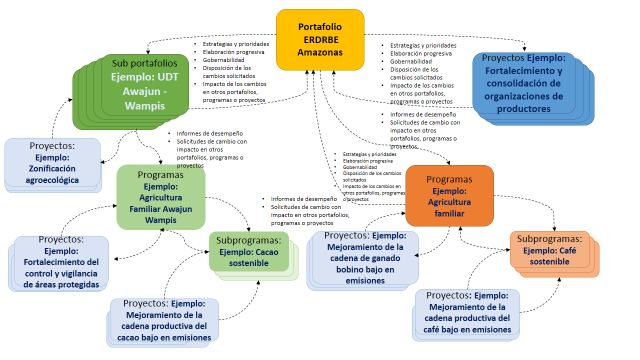 Portafolio
ERDRBE
Amazonas
• Estrategias y prioridades
• Elaboración progresiva
• Gobernabilidad
• Disposición de los
cambios solicitados
• Impacto de los cambios
en otros portafolios,
programas o proyectos
• Estrategias y prioridades
• Elaboración progresiva
• Gobernabilidad
• Disposición de los
cambios solicitados
• Impacto de los cambios
en otros portafolios,
programas o proyectos
Sub portafolios
Ejemplo: UDT
Awajun -
Wampis
Proyectos Ejemplo:
Fortalecimiento y
consolidación de
organizaciones de
productores
• Informes de desempeño
• Solicitudes de cambio con
impacto en otros
portafolios, programas o
proyectos
• Informes de desempeño
• Solicitudes de cambio con
impacto en otros
portafolios, programas o
proyectos
Proyectos:
Ejemplo:
Zonificación
agroecológica
• Estrategias y prioridades
• Elaboración progresiva
• Gobernabilidad
• Disposición de los cambios
solicitados
• Impacto de los cambios en
otros portafolios, programas
o proyectos
Programas
Ejemplo:
Agricultura
Familiar Awajun
Wampis
Programas
Ejemplo:
Agricultura
familiar
• Informes de desempeño
• Solicitudes de cambio con
impacto en otros portafolios,
programas o proyectos
Proyectos:
Ejemplo:
Fortalecimiento del
control y vigilancia
de áreas protegidas
Subprogramas:
Ejemplo: Cacao
sostenible
Proyectos: Ejemplo:
Mejoramiento de la
cadena de ganado
bobino bajo en
emisiones
Subprogramas:
Ejemplo: Café
sostenible
Proyectos: Ejemplo:
Mejoramiento de la
cadena productiva del
cacao bajo en emisiones
Proyectos: Ejemplo:
Mejoramiento de la
cadena productiva del
café bajo en emisiones